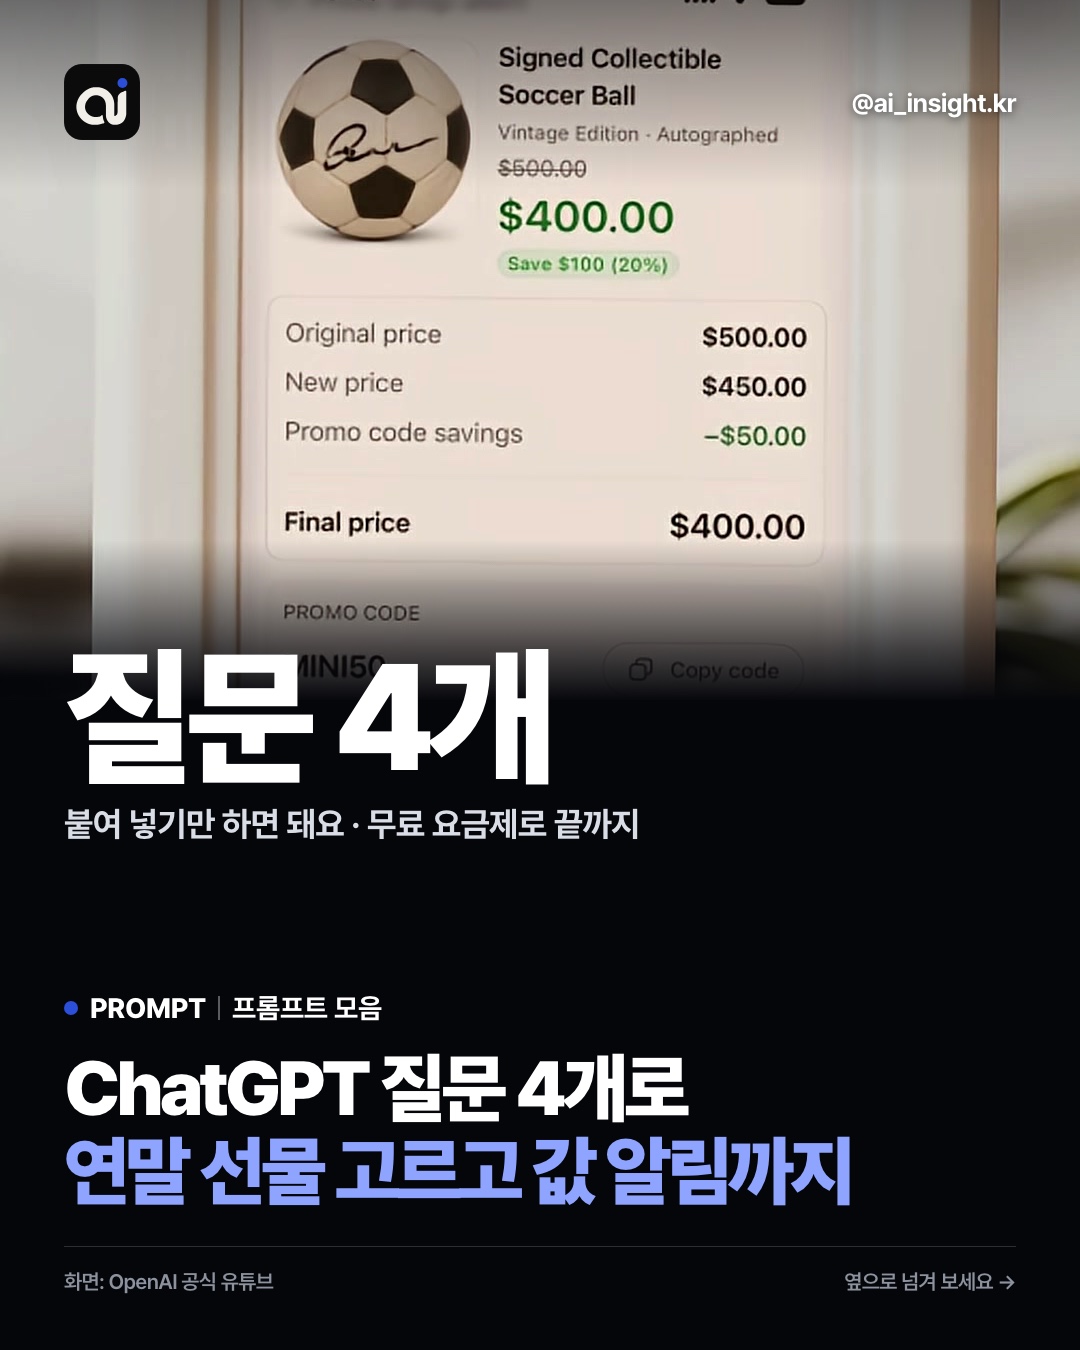 ai
@ai_insight.kr
Signed Collectible
Soccer Ball
Vintage Edition · Autographed
$500.00
$400.00
Save $100 (20%)
Original price $500.00
New price $450.00
Promo code savings −$50.00
Final price $400.00
PROMO CODE
MINI50
Copy code
질문 4개
붙여 넣기만 하면 돼요 · 무료 요금제로 끝까지
PROMPT | 프롬프트 모음
ChatGPT 질문 4개로
연말 선물 고르고 값 알림까지
화면: OpenAI 공식 유튜브
옆으로 넘겨 보세요 →